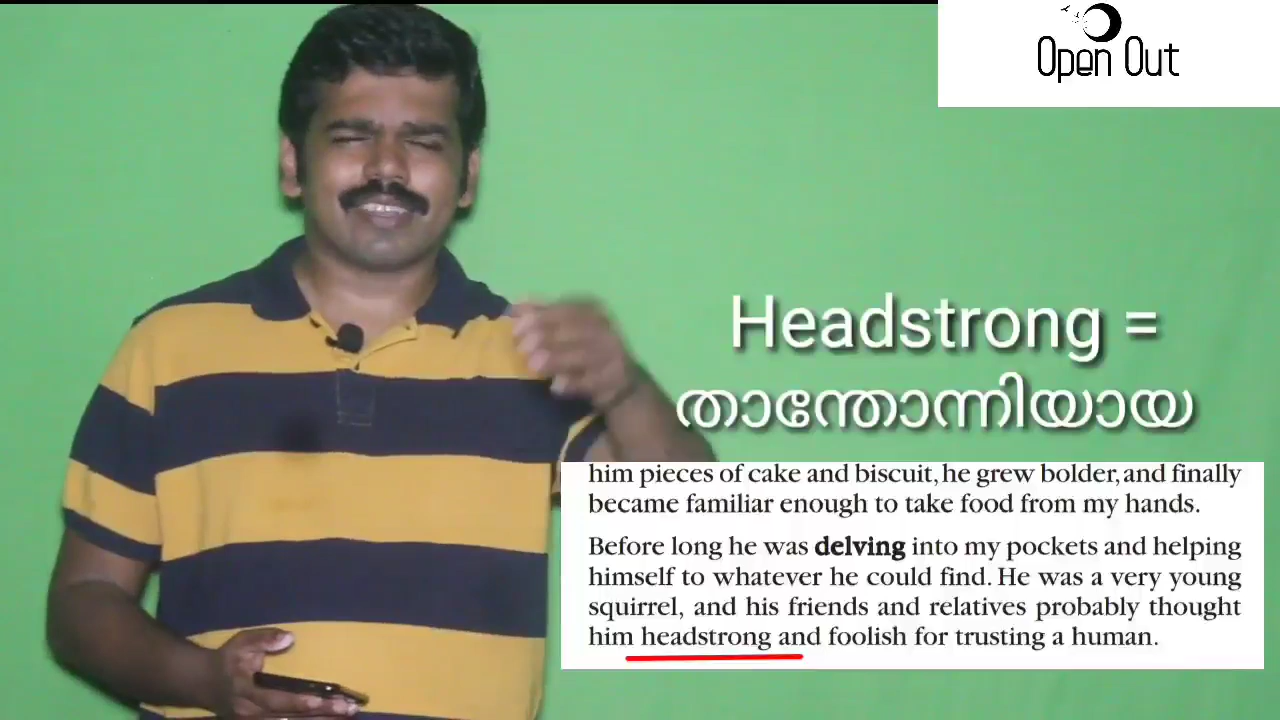 Open Out
Headstrong =
താന്തോന്നിയായ
him pieces of cake and biscuit, he grew bolder, and finally
became familiar enough to take food from my hands.
Before long he was delving into my pockets and helping
himself to whatever he could find. He was a very young
squirrel, and his friends and relatives probably thought
him headstrong and foolish for trusting a human.